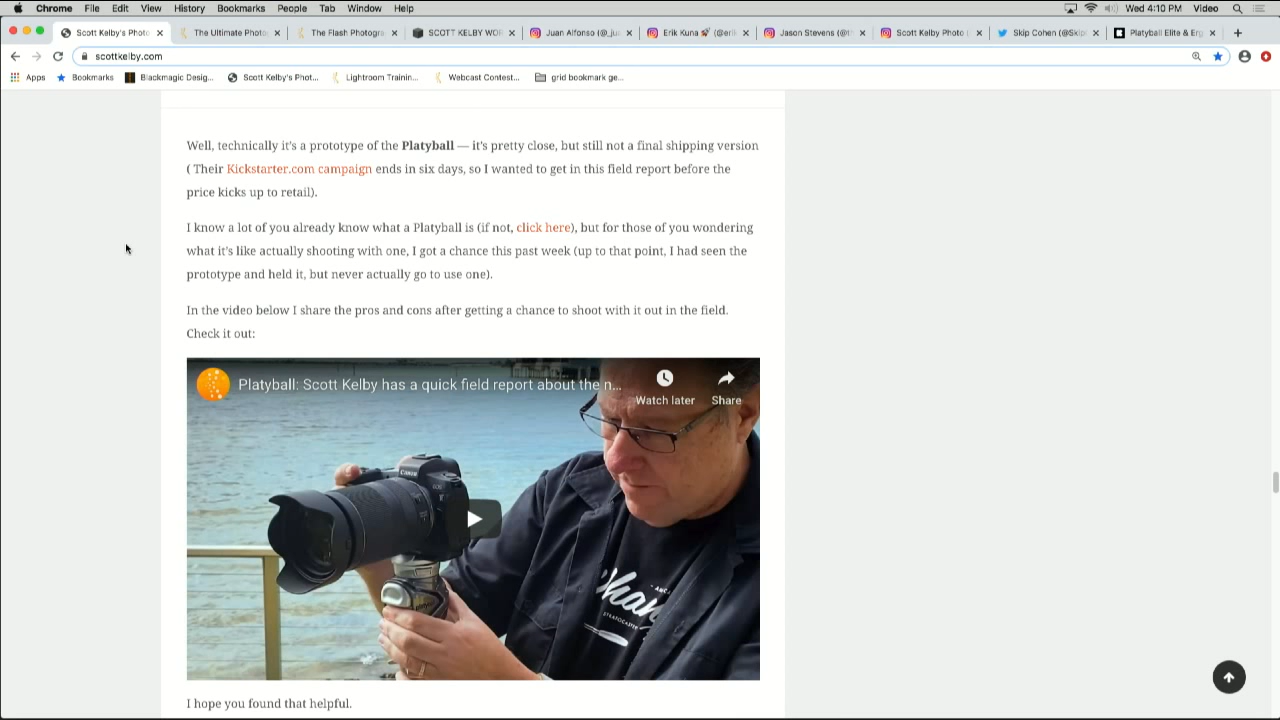 Chrome File Edit View History Bookmarks People Tab Window Help Wed 4:10 PM Video
Scott Kelby's Photo The Ultimate Photo The Flash Photogra SCOTT KELBY WOR Juan Alfonso (@_ju Erik Kuna 🚀 (@eri Jason Stevens (@t Scott Kelby Photo ( Skip Cohen (@Skip Playball Elite & Erg
scottkelby.com
Apps Bookmarks Blackmagic Desig... Scott Kelby's Phot... Lightroom Trainin... Webcast Contest... grid bookmark ge...
Well, technically it's a prototype of the Platyball — it's pretty close, but still not a final shipping version
( Their Kickstarter.com campaign ends in six days, so I wanted to get in this field report before the
price kicks up to retail).
I know a lot of you already know what a Platyball is (if not, click here), but for those of you wondering
what it's like actually shooting with one, I got a chance this past week (up to that point, I had seen the
prototype and held it, but never actually go to use one).
In the video below I share the pros and cons after getting a chance to shoot with it out in the field.
Check it out:
Platyball: Scott Kelby has a quick field report about the n...
Watch later Share
Canon
EOS
R
STRATOCASTER
I hope you found that helpful.